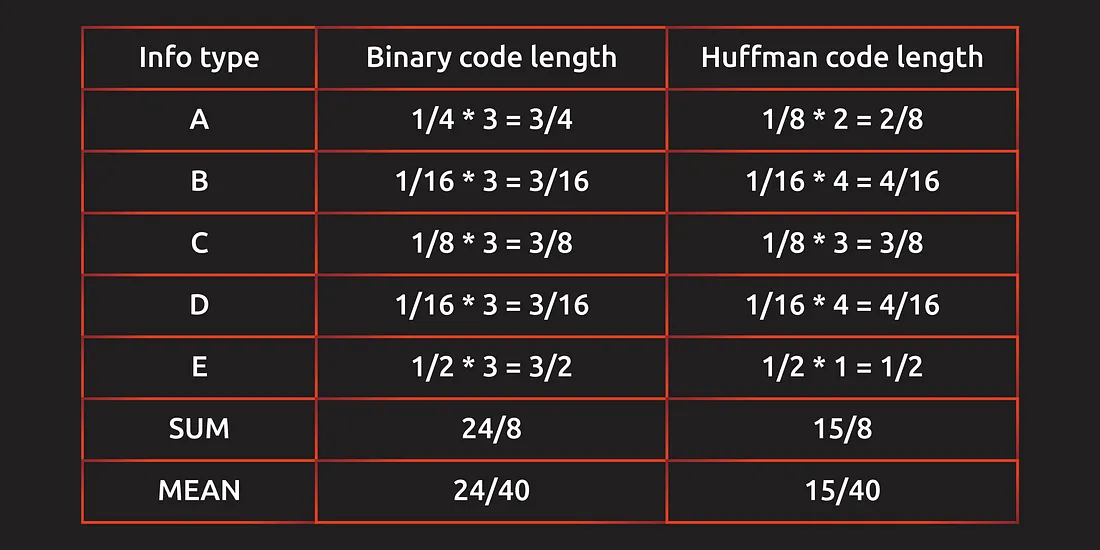 Info type Binary code length Huffman code length
A 1/4 * 3 = 3/4 1/8 * 2 = 2/8
B 1/16 * 3 = 3/16 1/16 * 4 = 4/16
C 1/8 * 3 = 3/8 1/8 * 3 = 3/8
D 1/16 * 3 = 3/16 1/16 * 4 = 4/16
E 1/2 * 3 = 3/2 1/2 * 1 = 1/2
SUM 24/8 15/8
MEAN 24/40 15/40